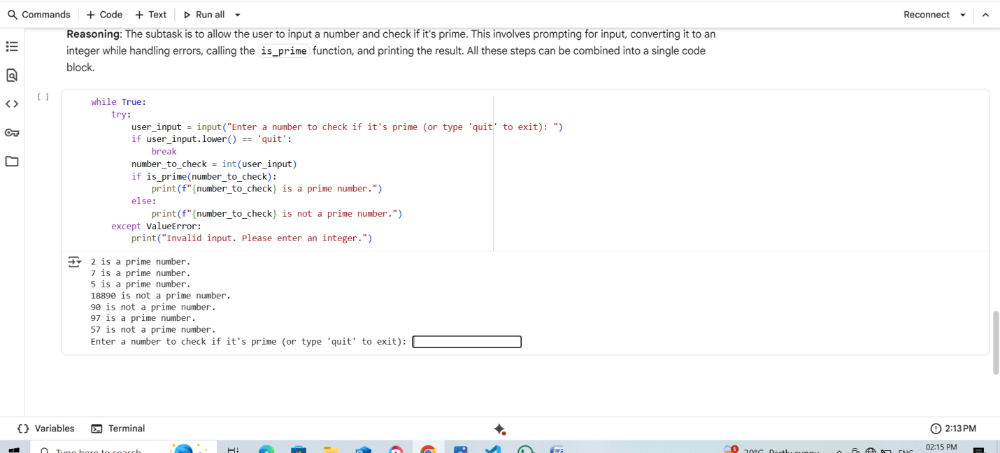 Commands + Code + Text Run all Reconnect
Reasoning: The subtask is to allow the user to input a number and check if it's prime. This involves prompting for input, converting it to an
integer while handling errors, calling the is_prime function, and printing the result. All these steps can be combined into a single code
block.
[ ]
while True:
    try:
        user_input = input("Enter a number to check if it's prime (or type 'quit' to exit): ")
        if user_input.lower() == 'quit':
            break
        number_to_check = int(user_input)
        if is_prime(number_to_check):
            print(f"{number_to_check} is a prime number.")
        else:
            print(f"{number_to_check} is not a prime number.")
    except ValueError:
        print("Invalid input. Please enter an integer.")
2 is a prime number.
7 is a prime number.
5 is a prime number.
18890 is not a prime number.
90 is not a prime number.
97 is a prime number.
57 is not a prime number.
Enter a number to check if it's prime (or type 'quit' to exit):
{} Variables Terminal 2:13 PM
Type here to search 5 20°C Partly sunny ENG 02:15 PM